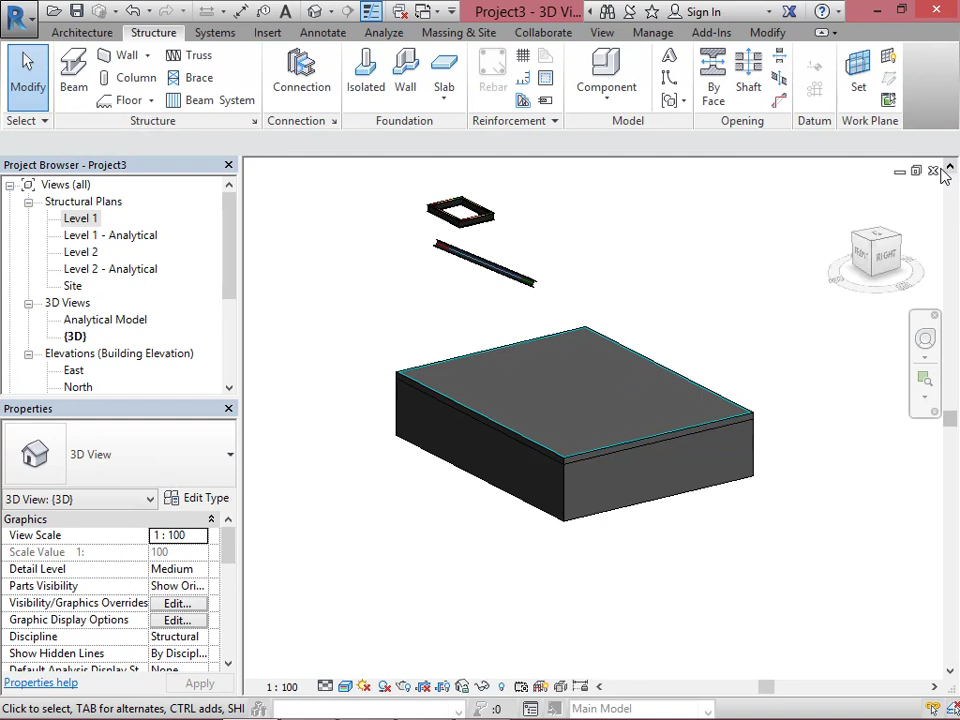 Project3 - 3D Vi...
Sign In
Architecture Structure Systems Insert Annotate Analyze Massing & Site Collaborate View Manage Add-Ins Modify
Modify
Beam
Wall
Column
Floor
Truss
Brace
Beam System
Connection
Isolated
Wall
Slab
Rebar
Component
By
Face
Shaft
Set
Select
Structure
Connection
Foundation
Reinforcement
Model
Opening
Datum
Work Plane
Project Browser - Project3
Views (all)
Structural Plans
Level 1
Level 1 - Analytical
Level 2
Level 2 - Analytical
Site
3D Views
Analytical Model
{3D}
Elevations (Building Elevation)
East
North
RIGHT
Properties
3D View
3D View: {3D}
Edit Type
Graphics
View Scale 1 : 100
Scale Value 1: 100
Detail Level Medium
Parts Visibility Show Ori...
Visibility/Graphics Overrides Edit...
Graphic Display Options Edit...
Discipline Structural
Show Hidden Lines By Discipl...
Properties help
Apply
1 : 100
Click to select, TAB for alternates, CTRL adds, SHI
:0
Main Model